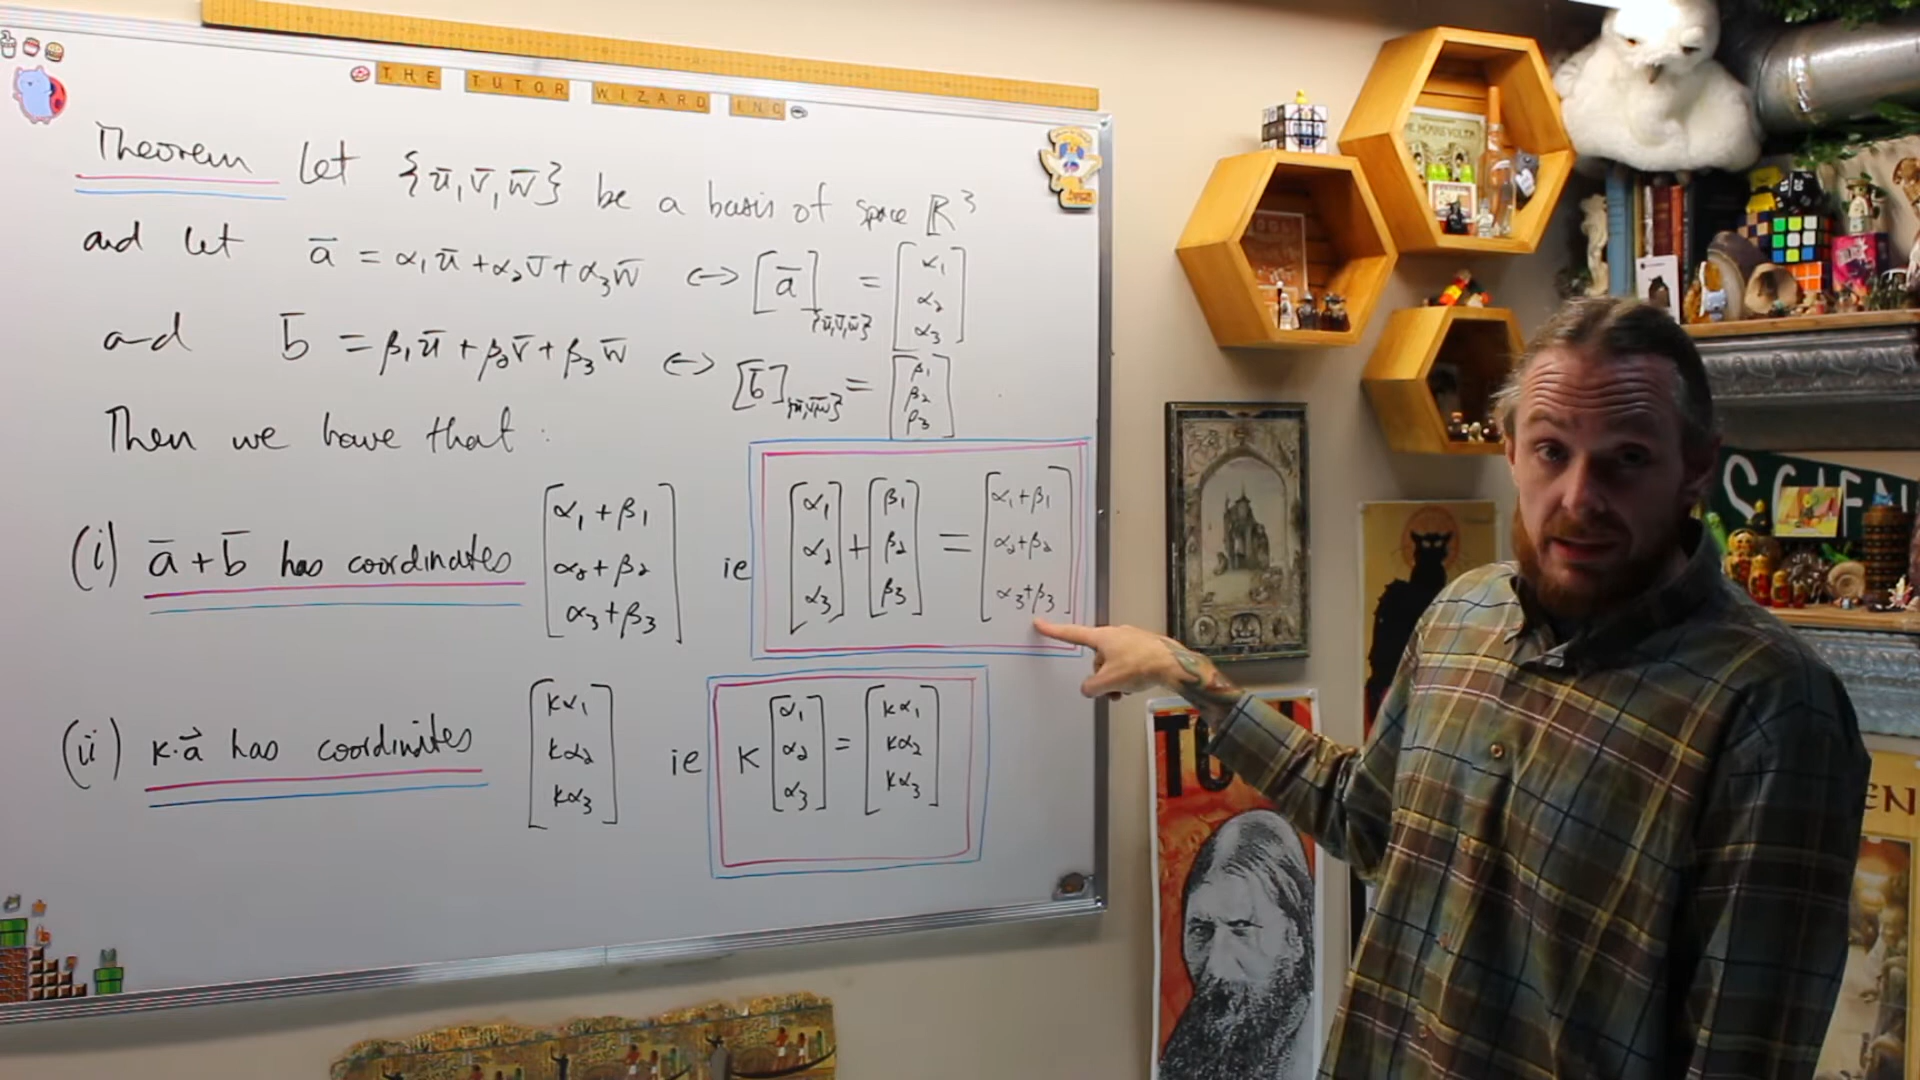 THE TUTOR WIZARD INC
Theorem Let {ū, v̄, w̄} be a basis of space ℝ³
and let ā = α₁ū + α₂v̄ + α₃w̄ ↔ [ā]{ū,v̄,w̄} = [α₁ α₂ α₃]
and b̄ = β₁ū + β₂v̄ + β₃w̄ ↔ [b̄]{ū,v̄,w̄} = [β₁ β₂ β₃]
Then we have that :
(i) ā + b̄ has coordinates [α₁+β₁ α₂+β₂ α₃+β₃] ie [α₁ α₂ α₃] + [β₁ β₂ β₃] = [α₁+β₁ α₂+β₂ α₃+β₃]
(ii) k·a⃗ has coordinates [kα₁ kα₂ kα₃] ie k [α₁ α₂ α₃] = [kα₁ kα₂ kα₃]